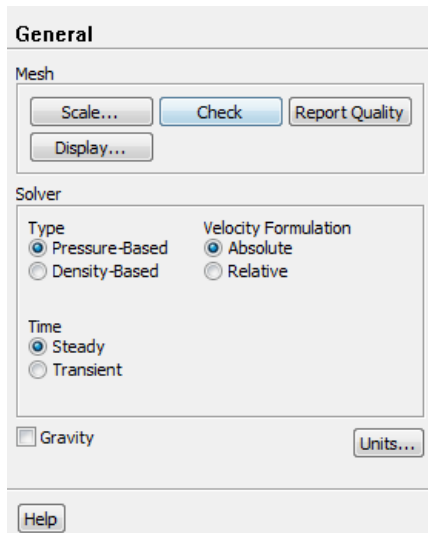 General
Mesh
Scale... Check Report Quality
Display...
Solver
Type Velocity Formulation
Pressure-Based Absolute
Density-Based Relative
Time
Steady
Transient
Gravity
Units...
Help